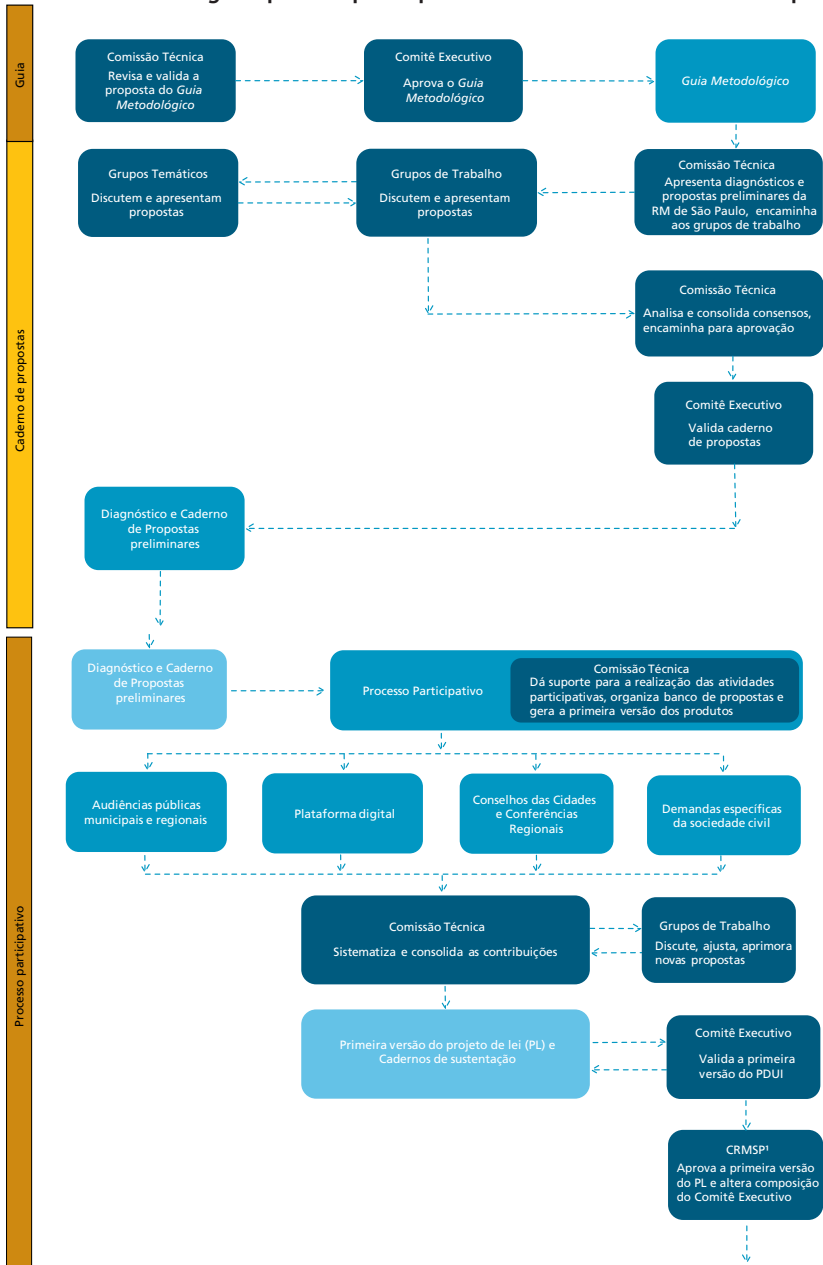 Guia
Comissão Técnica
Revisa e valida a
proposta do Guia
Metodológico
Comitê Executivo
Aprova o Guia
Metodológico
Guia Metodológico
Caderno de propostas
Grupos Temáticos
Discutem e apresentam
propostas
Grupos de Trabalho
Discutem e apresentam
propostas
Comissão Técnica
Apresenta diagnósticos e
propostas preliminares da
RM de São Paulo, encaminha
aos grupos de trabalho
Comissão Técnica
Analisa e consolida consensos,
encaminha para aprovação
Comitê Executivo
Valida caderno
de propostas
Diagnóstico e Caderno
de Propostas
preliminares
Processo participativo
Diagnóstico e Caderno
de Propostas
preliminares
Processo Participativo
Comissão Técnica
Dá suporte para a realização das atividades
participativas, organiza banco de propostas e
gera a primeira versão dos produtos
Audiências públicas
municipais e regionais
Plataforma digital
Conselhos das Cidades
e Conferências
Regionais
Demandas específicas
da sociedade civil
Comissão Técnica
Sistematiza e consolida as contribuições
Grupos de Trabalho
Discute, ajusta, aprimora
novas propostas
Primeira versão do projeto de lei (PL) e
Cadernos de sustentação
Comitê Executivo
Valida a primeira
versão do PDUI
CRMSP¹
Aprova a primeira versão
do PL e altera composição
do Comitê Executivo